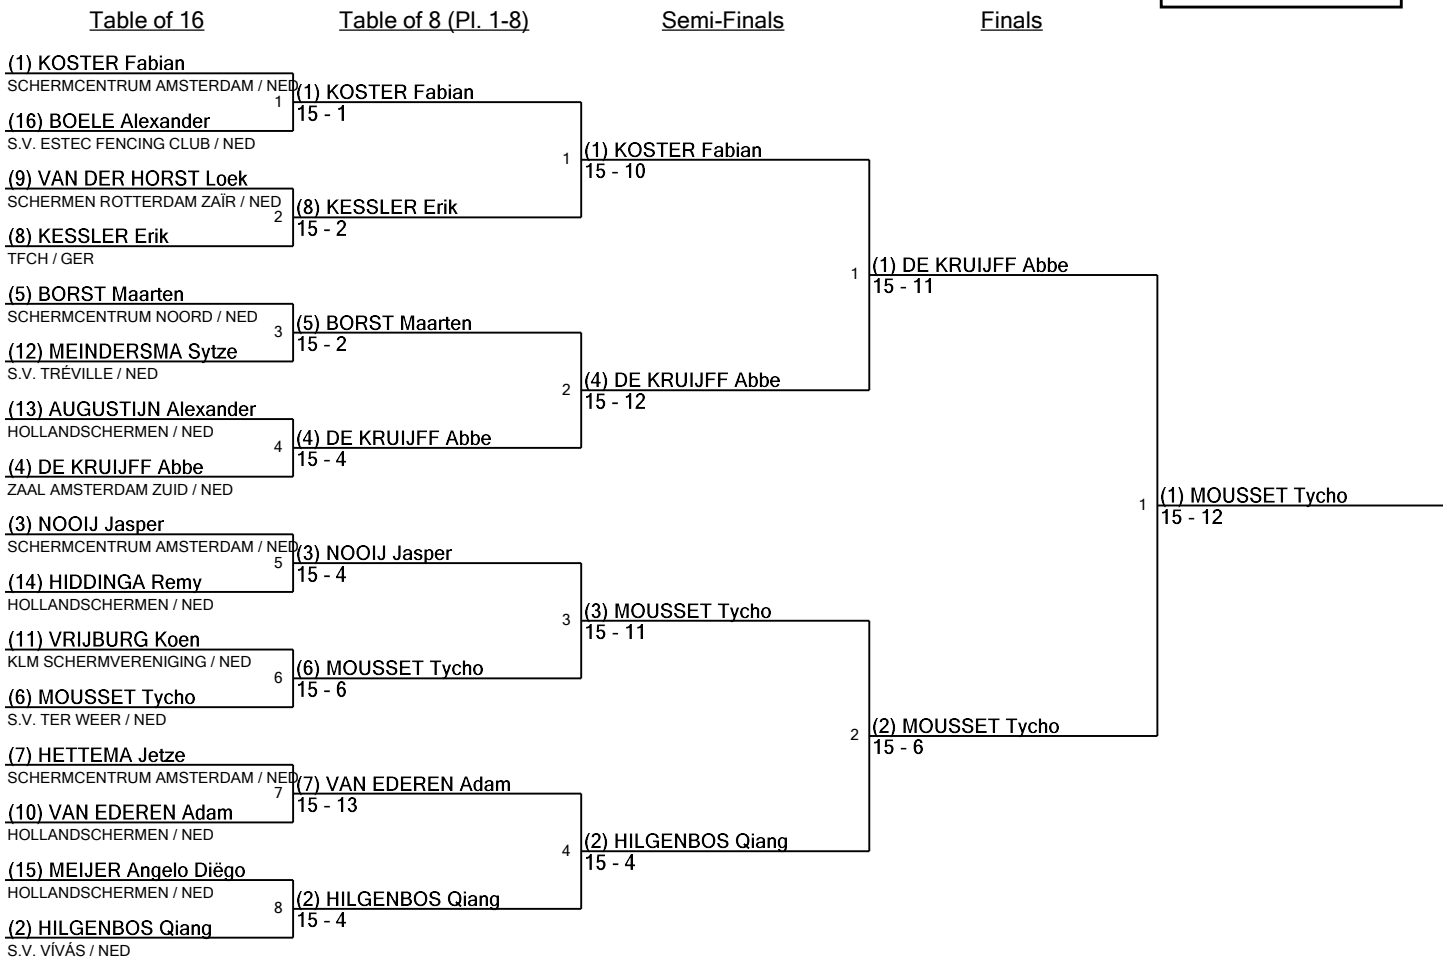 Table of 16
Table of 8 (Pl. 1-8)
Semi-Finals
Finals
(1) KOSTER Fabian
SCHERMCENTRUM AMSTERDAM / NED
1
(16) BOELE Alexander
S.V. ESTEC FENCING CLUB / NED
(9) VAN DER HORST Loek
SCHERMEN ROTTERDAM ZAÏR / NED
2
(8) KESSLER Erik
TFCH / GER
(5) BORST Maarten
SCHERMCENTRUM NOORD / NED
3
(12) MEINDERSMA Sytze
S.V. TRÉVILLE / NED
(13) AUGUSTIJN Alexander
HOLLANDSCHERMEN / NED
4
(4) DE KRUIJFF Abbe
ZAAL AMSTERDAM ZUID / NED
(3) NOOIJ Jasper
SCHERMCENTRUM AMSTERDAM / NED
5
(14) HIDDINGA Remy
HOLLANDSCHERMEN / NED
(11) VRIJBURG Koen
KLM SCHERMVERENIGING / NED
6
(6) MOUSSET Tycho
S.V. TER WEER / NED
(7) HETTEMA Jetze
SCHERMCENTRUM AMSTERDAM / NED
7
(10) VAN EDEREN Adam
HOLLANDSCHERMEN / NED
(15) MEIJER Angelo Diëgo
HOLLANDSCHERMEN / NED
8
(2) HILGENBOS Qiang
S.V. VÍVÁS / NED
(1) KOSTER Fabian
15 - 1
1
(8) KESSLER Erik
15 - 2
(5) BORST Maarten
15 - 2
2
(4) DE KRUIJFF Abbe
15 - 4
(3) NOOIJ Jasper
15 - 4
3
(6) MOUSSET Tycho
15 - 6
(7) VAN EDEREN Adam
15 - 13
4
(2) HILGENBOS Qiang
15 - 4
(1) KOSTER Fabian
15 - 10
1
(4) DE KRUIJFF Abbe
15 - 12
(3) MOUSSET Tycho
15 - 11
2
(2) HILGENBOS Qiang
15 - 4
(1) DE KRUIJFF Abbe
15 - 11
1
(2) MOUSSET Tycho
15 - 6
(1) MOUSSET Tycho
15 - 12